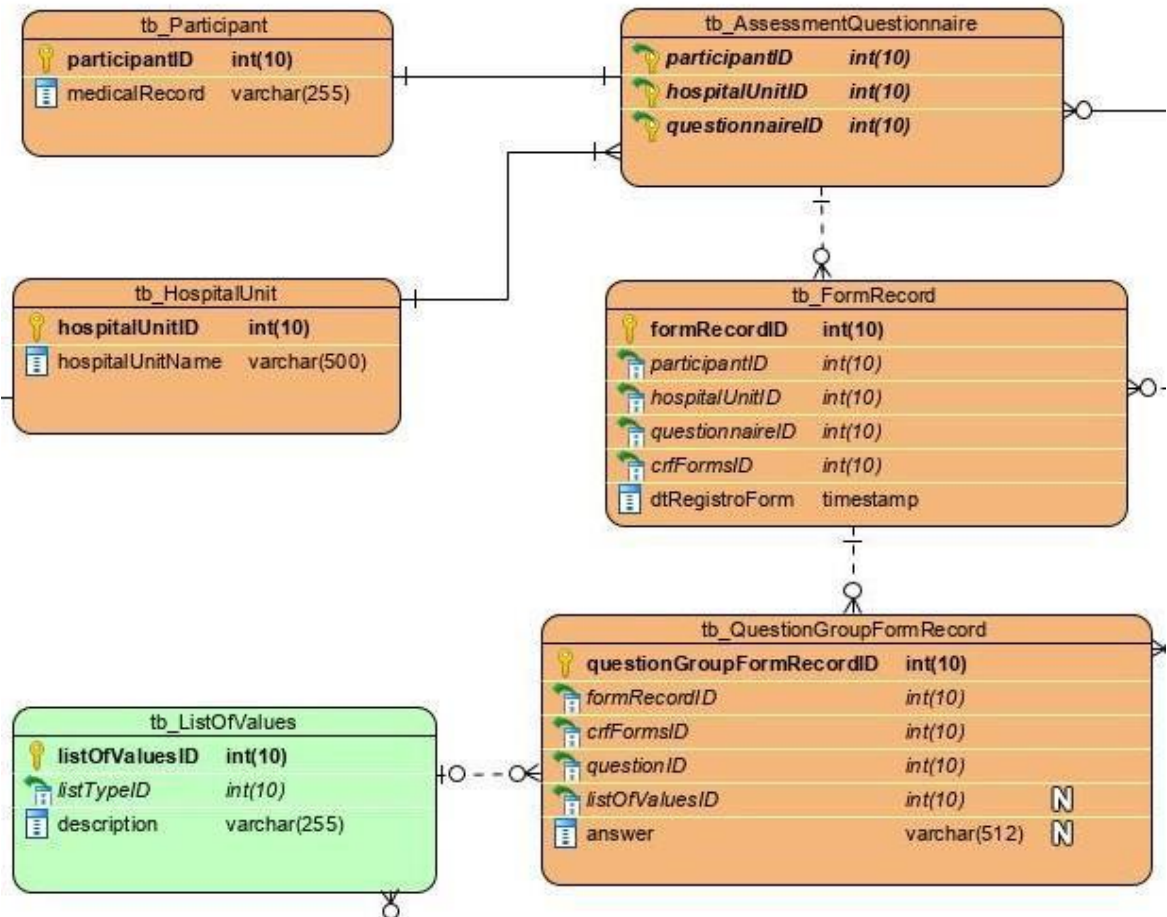 tb_Participant
participantID int(10)
medicalRecord varchar(255)
tb_AssessmentQuestionnaire
participantID int(10)
hospitalUnitID int(10)
questionnaireID int(10)
tb_HospitalUnit
hospitalUnitID int(10)
hospitalUnitName varchar(500)
tb_FormRecord
formRecordID int(10)
participantID int(10)
hospitalUnitID int(10)
questionnaireID int(10)
crfFormsID int(10)
dtRegistroForm timestamp
tb_QuestionGroupFormRecord
questionGroupFormRecordID int(10)
formRecordID int(10)
crfFormsID int(10)
questionID int(10)
listOfValuesID int(10) N
answer varchar(512) N
tb_ListOfValues
listOfValuesID int(10)
listTypeID int(10)
description varchar(255)